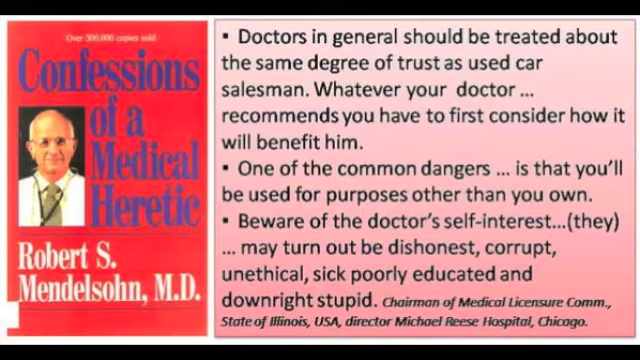 Over 300,000 copies sold
Confessions
of a
Medical
Heretic
Robert S.
Mendelsohn, M.D.
• Doctors in general should be treated about
the same degree of trust as used car
salesman. Whatever your doctor ...
recommends you have to first consider how it
will benefit him.
• One of the common dangers ... is that you'll
be used for purposes other than you own.
• Beware of the doctor's self-interest...(they)
... may turn out be dishonest, corrupt,
unethical, sick poorly educated and
downright stupid. Chairman of Medical Licensure Comm.,
State of Illinois, USA, director Michael Reese Hospital, Chicago.